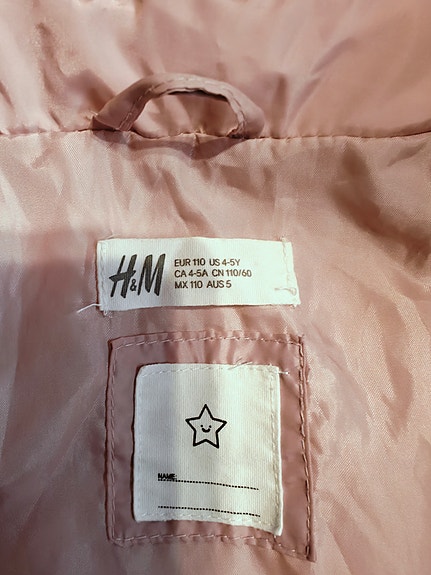 H&M
EUR 110 US 4-5Y
CA 4-5A CN 110/60
MX 110 AUS 5
NAME: